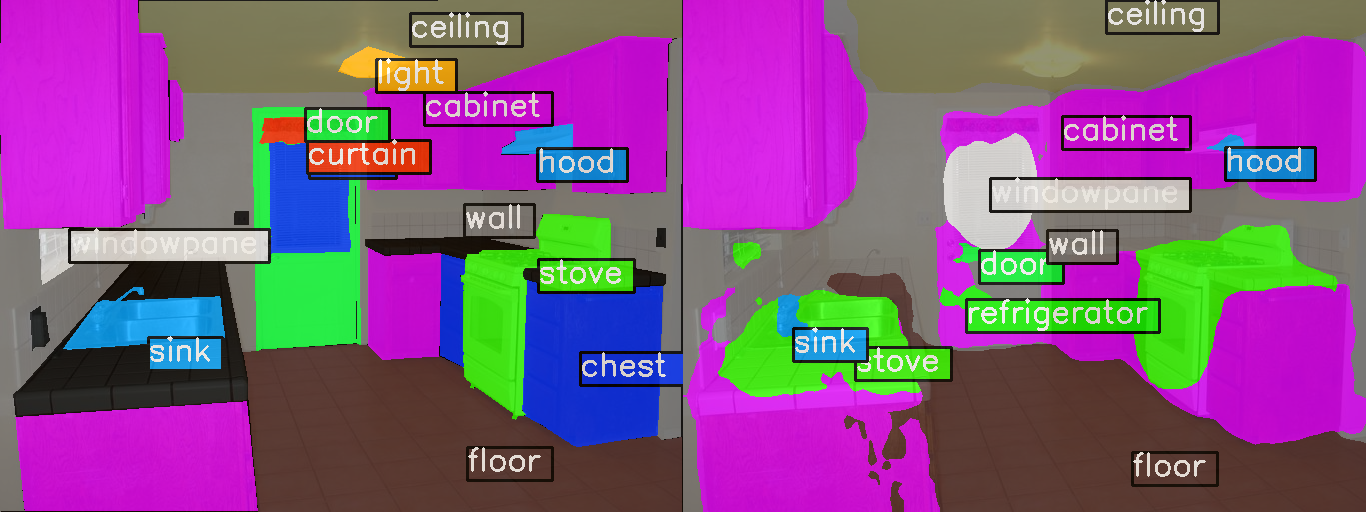 ceiling
light
cabinet
door
curtain
hood
wall
windowpane
stove
sink
chest
floor
ceiling
cabinet
hood
windowpane
wall
door
refrigerator
sink
stove
floor